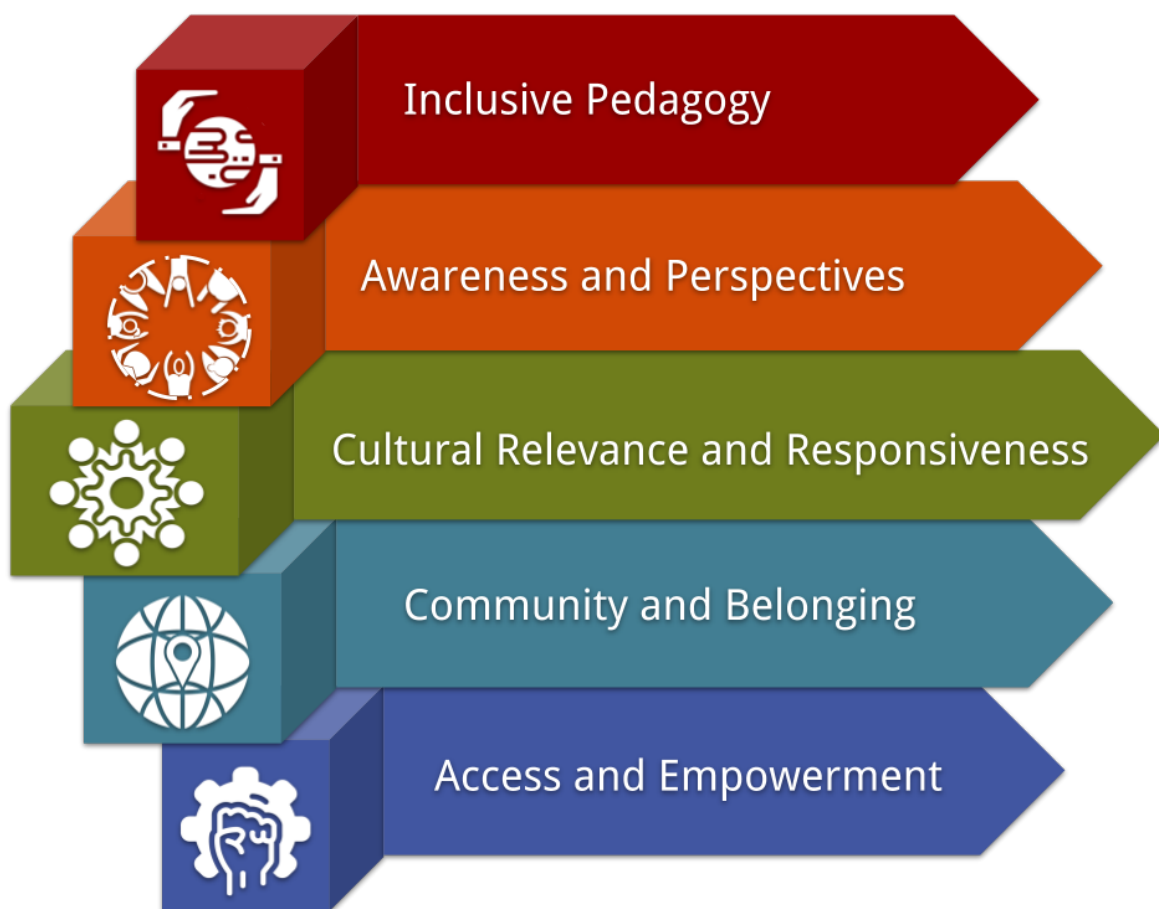 Inclusive Pedagogy
Awareness and Perspectives
Cultural Relevance and Responsiveness
Community and Belonging
Access and Empowerment